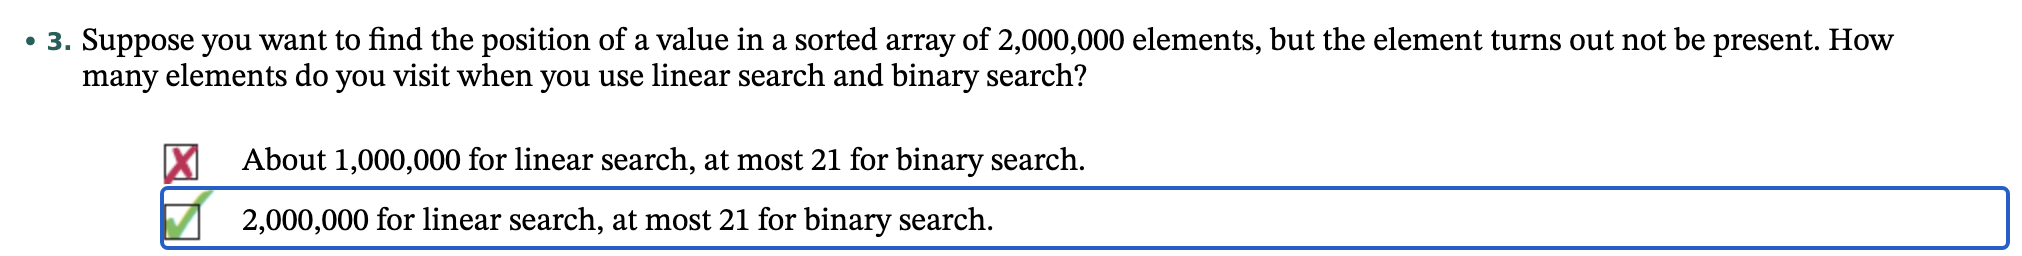 • 3. Suppose you want to find the position of a value in a sorted array of 2,000,000 elements, but the element turns out not be present. How
many elements do you visit when you use linear search and binary search?
About 1,000,000 for linear search, at most 21 for binary search.
2,000,000 for linear search, at most 21 for binary search.